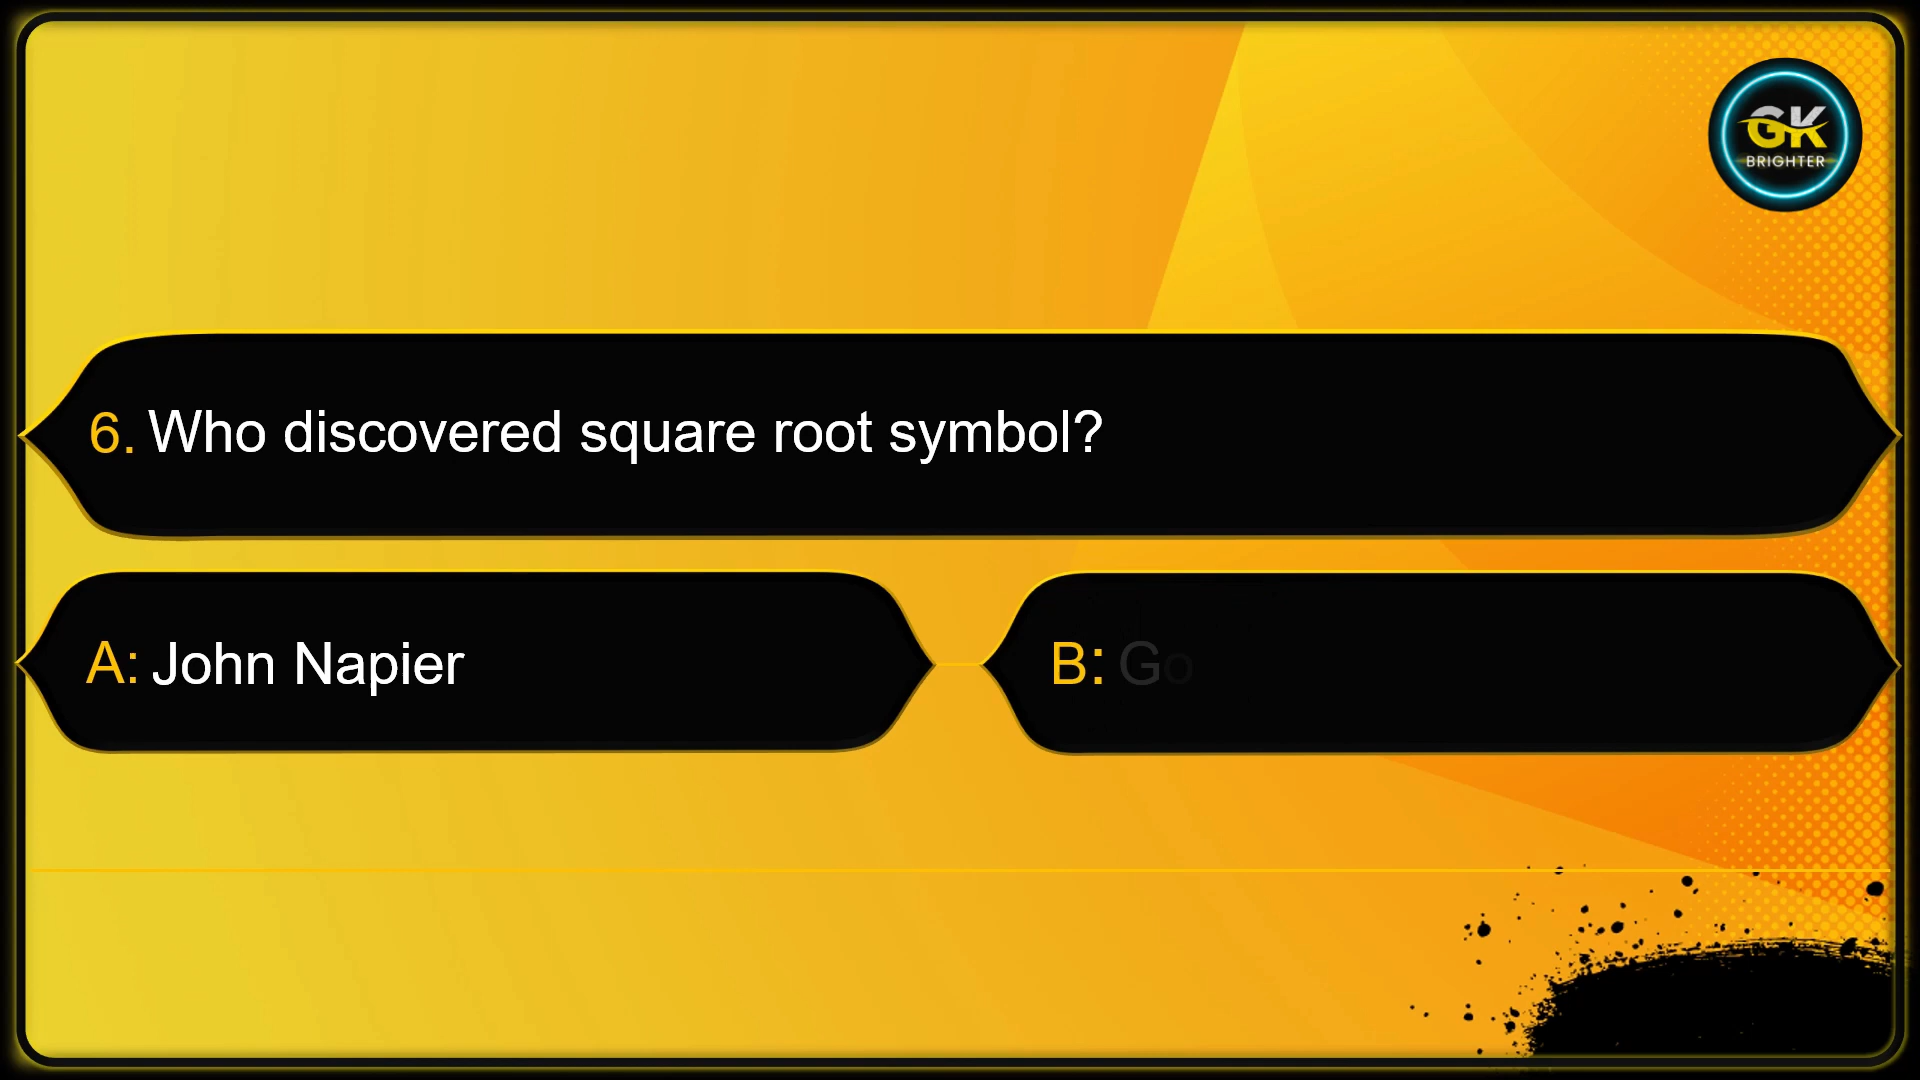 GK
BRIGHTER
6. Who discovered square root symbol?
A: John Napier
B: Go